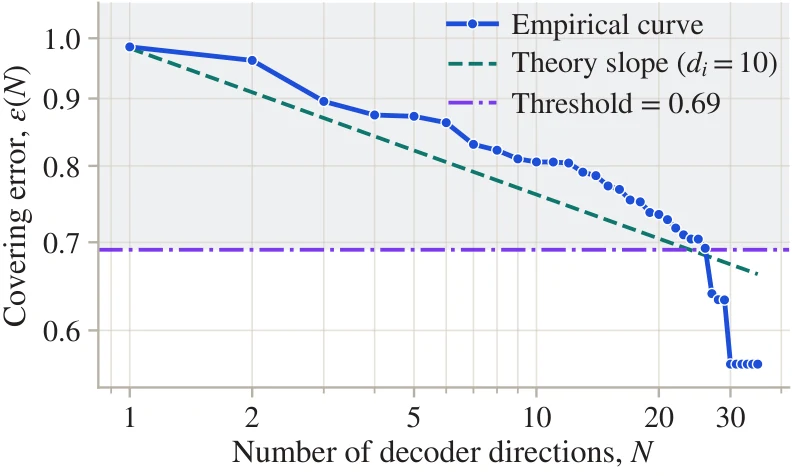 Empirical curve
Theory slope (dᵢ = 10)
Threshold = 0.69
Covering error, ε(N)
1.0
0.9
0.8
0.7
0.6
1 2 5 10 20 30
Number of decoder directions, N